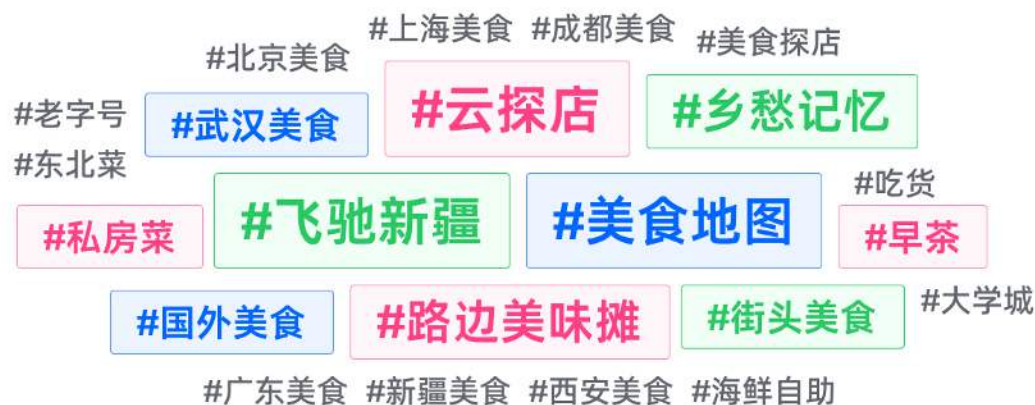 #上海美食 #成都美食 #美食探店
#北京美食
#老字号 #武汉美食 #云探店 #乡愁记忆
#东北菜
#飞驰新疆 #美食地图 #吃货
#私房菜 #早茶
#国外美食 #路边美味摊 #街头美食 #大学城
#广东美食 #新疆美食 #西安美食 #海鲜自助